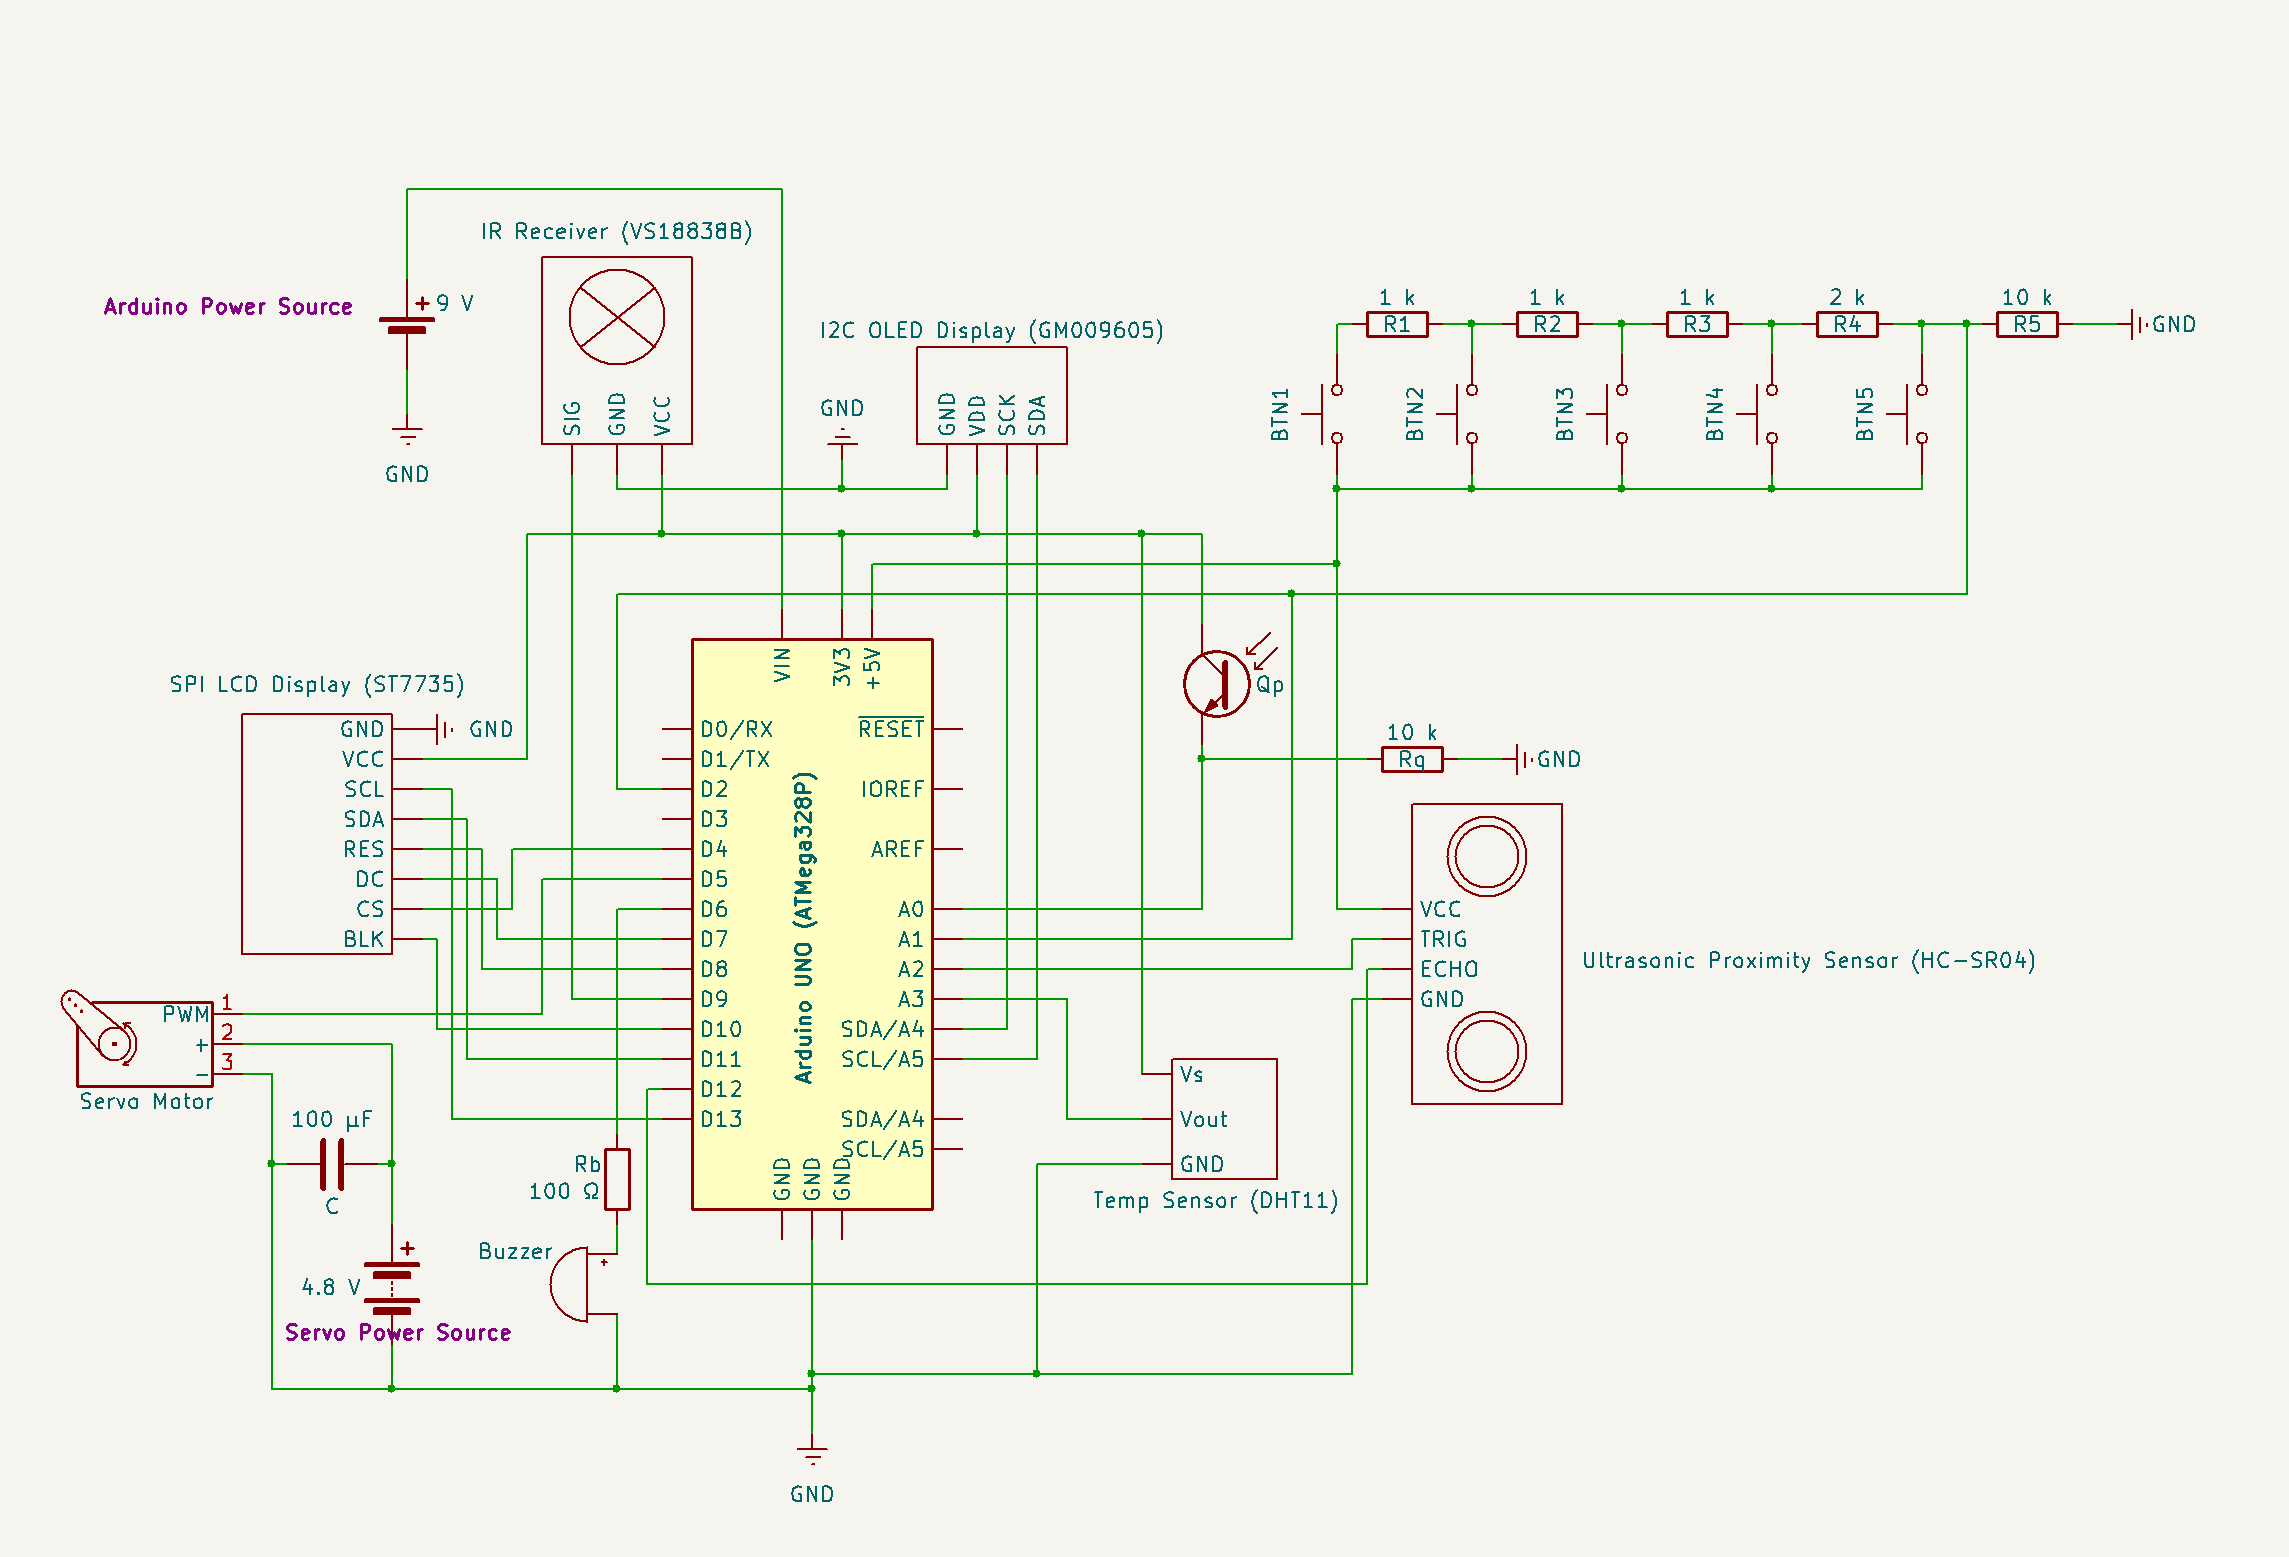 IR Receiver (VS18838B)
Arduino Power Source
+ 9 V
GND
SIG
GND
VCC
I2C OLED Display (GM009605)
GND
GND
VDD
SCK
SDA
1 k
R1
1 k
R2
1 k
R3
2 k
R4
10 k
R5
GND
BTN1
BTN2
BTN3
BTN4
BTN5
SPI LCD Display (ST7735)
GND
GND
VCC
SCL
SDA
RES
DC
CS
BLK
VIN
3V3
+5V
D0/RX
D1/TX
D2
D3
D4
D5
D6
D7
D8
D9
D10
D11
D12
D13
Arduino UNO (ATMega328P)
RESET
IOREF
AREF
A0
A1
A2
A3
SDA/A4
SCL/A5
SDA/A4
SCL/A5
GND
GND
GND
Qp
10 k
Rq
GND
VCC
TRIG
ECHO
GND
Ultrasonic Proximity Sensor (HC-SR04)
Vs
Vout
GND
Temp Sensor (DHT11)
PWM 1
+ 2
- 3
Servo Motor
100 µF
C
+
4.8 V
Servo Power Source
Rb
100 Ω
Buzzer
+
GND